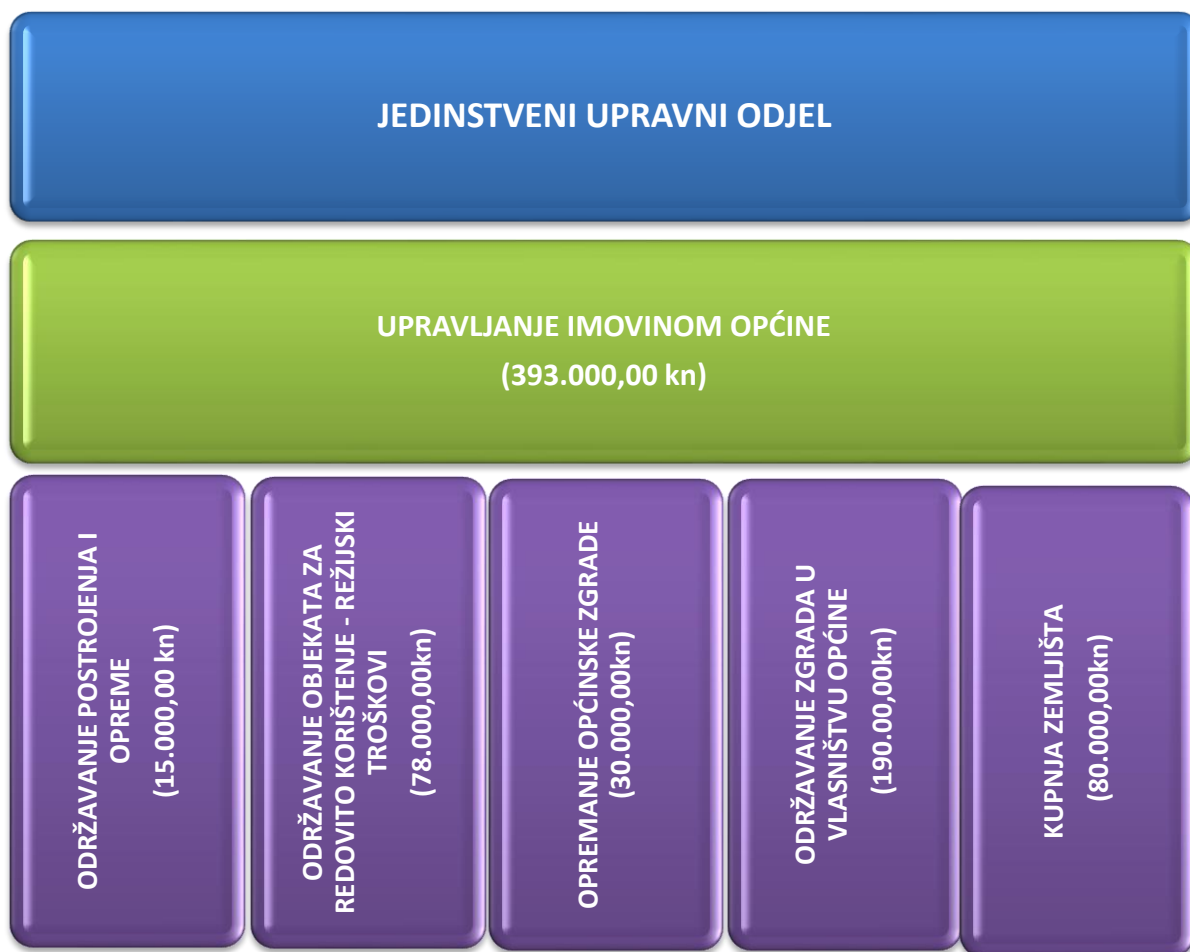 JEDINSTVENI UPRAVNI ODJEL
UPRAVLJANJE IMOVINOM OPĆINE
(393.000,00 kn)
ODRŽAVANJE POSTROJENJA I
OPREME
(15.000,00 kn)
ODRŽAVANJE OBJEKATA ZA
REDOVITO KORIŠTENJE - REŽIJSKI
TROŠKOVI
(78.000,00kn)
OPREMANJE OPĆINSKE ZGRADE
(30.000,00kn)
ODRŽAVANJE ZGRADA U
VLASNIŠTVU OPĆINE
(190.00,00kn)
KUPNJA ZEMLJIŠTA
(80.000,00kn)